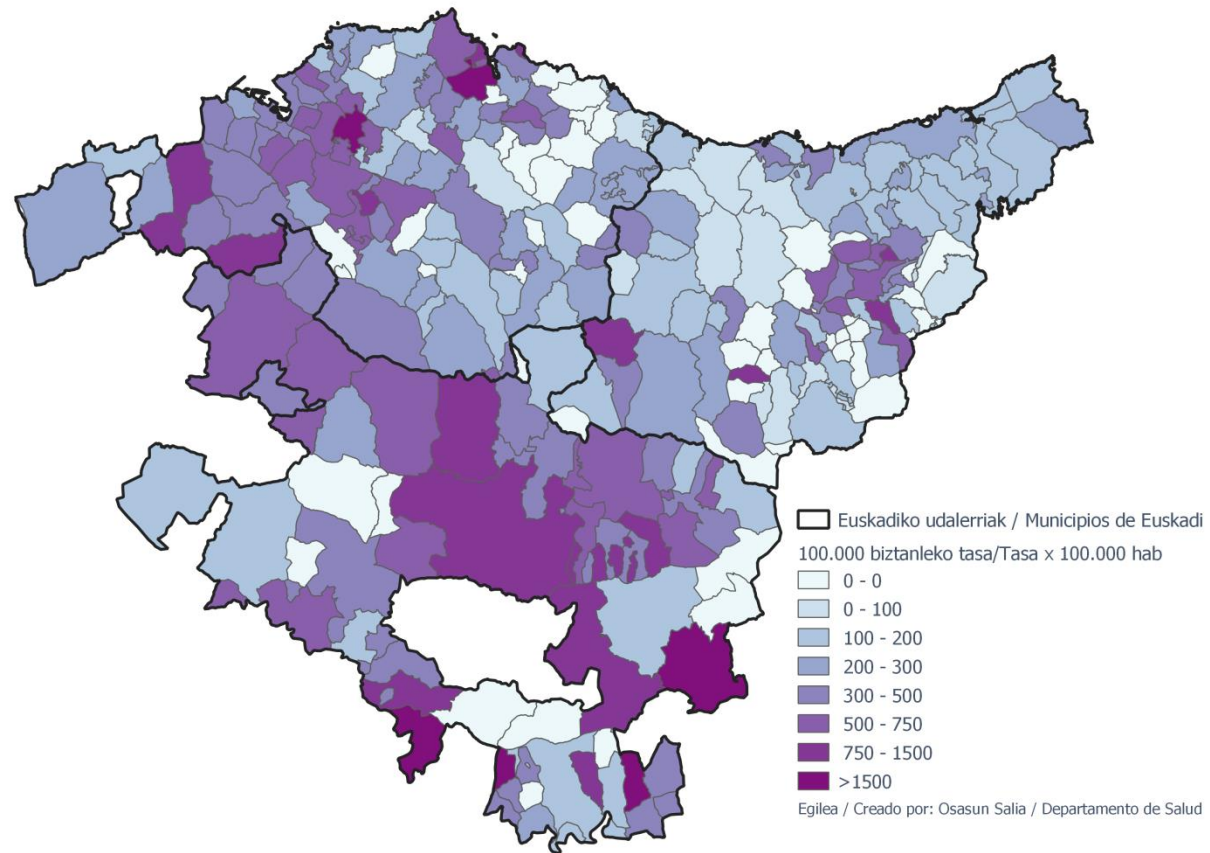 Euskadiko udalerriak / Municipios de Euskadi
100.000 biztanleko tasa/Tasa x 100.000 hab
0 - 0
0 - 100
100 - 200
200 - 300
300 - 500
500 - 750
750 - 1500
>1500
Egilea / Creado por: Osasun Salia / Departamento de Salud